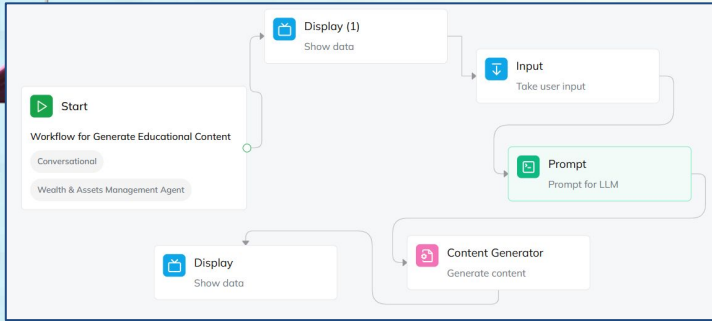 Display (1)
Show data
Input
Take user input
Start
Workflow for Generate Educational Content
Conversational
Wealth & Assets Management Agent
Prompt
Prompt for LLM
Content Generator
Generate content
Display
Show data